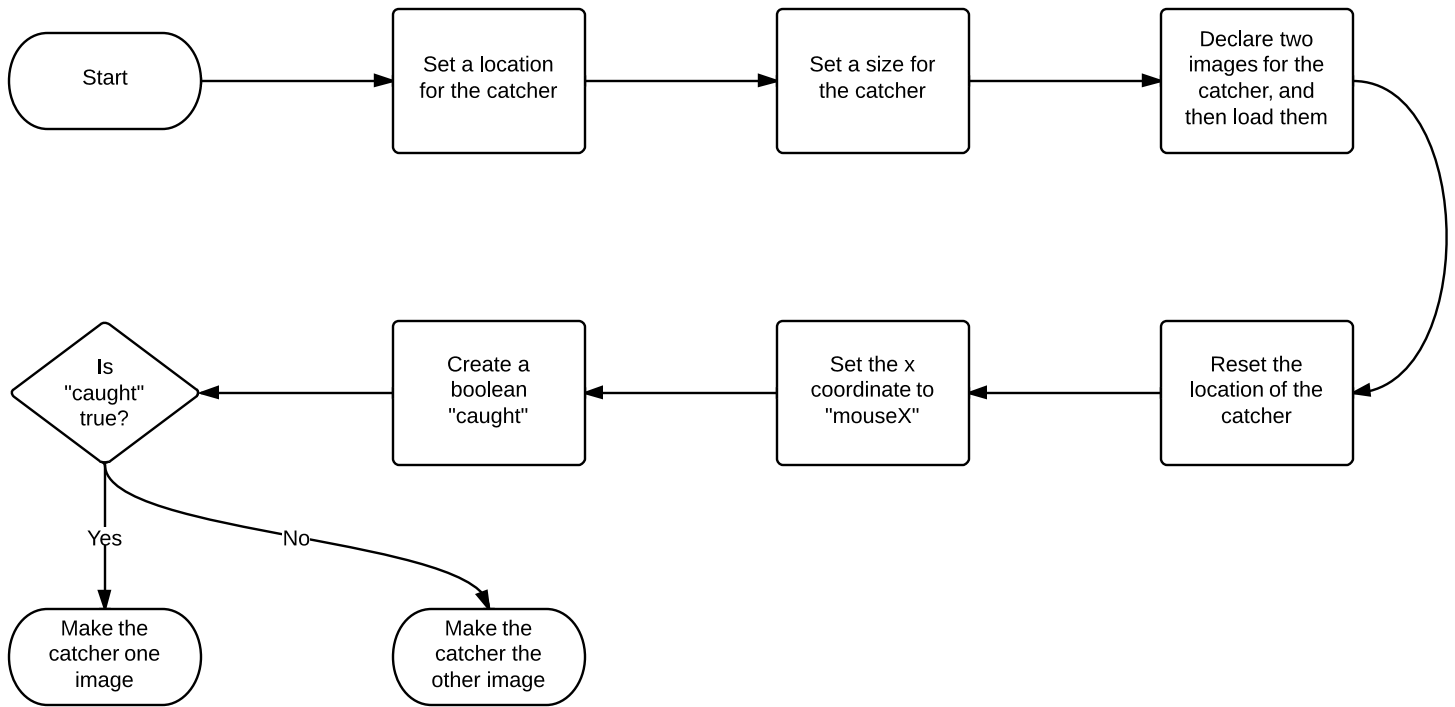 Start
Set a location
for the catcher
Set a size for
the catcher
Declare two
images for the
catcher, and
then load them
Reset the
location of the
catcher
Set the x
coordinate to
"mouseX"
Create a
boolean
"caught"
Is
"caught"
true?
Yes
No
Make the
catcher one
image
Make the
catcher the
other image